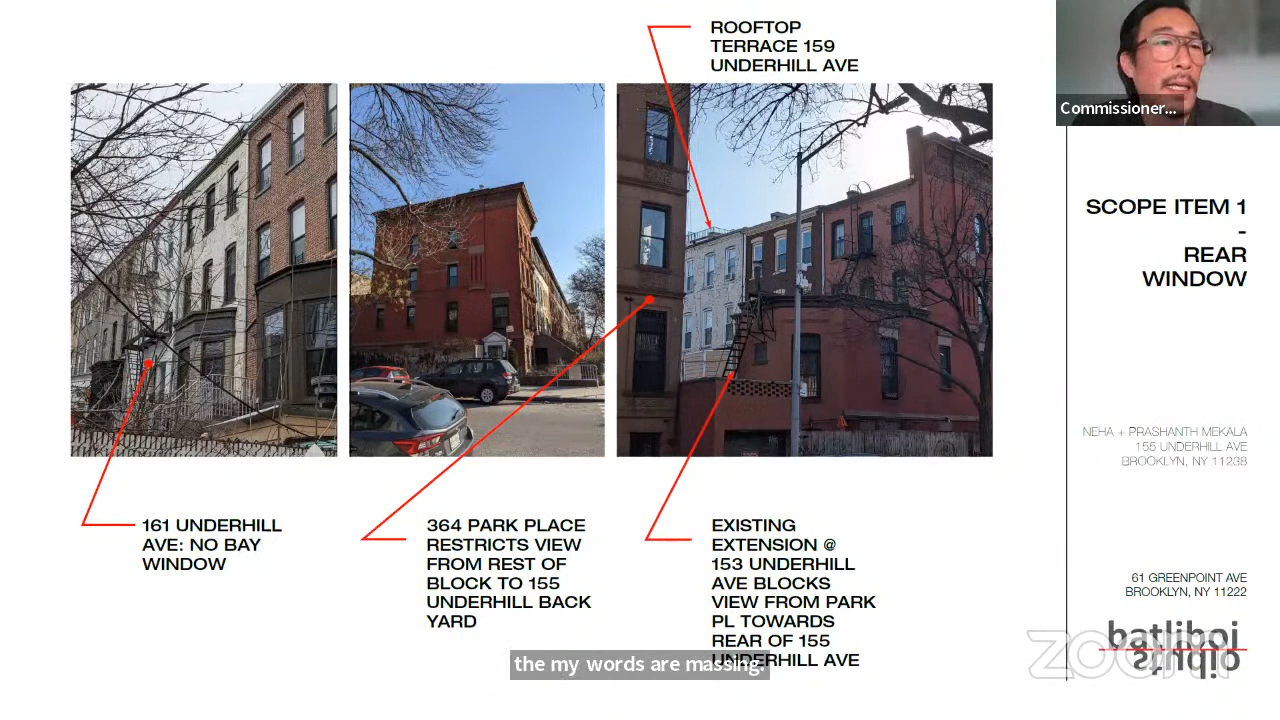 ROOFTOP
TERRACE 159
UNDERHILL AVE
Commissioner...
SCOPE ITEM 1
-
REAR
WINDOW
NEHA + PRASHANTH MEKALA
155 UNDERHILL AVE
BROOKLYN, NY 11238
161 UNDERHILL
AVE: NO BAY
WINDOW
364 PARK PLACE
RESTRICTS VIEW
FROM REST OF
BLOCK TO 155
UNDERHILL BACK
YARD
EXISTING
EXTENSION @
153 UNDERHILL
AVE BLOCKS
VIEW FROM PARK
PL TOWARDS
REAR OF 155
UNDERHILL AVE
the my words are massing.
61 GREENPOINT AVE
BROOKLYN, NY 11222
batliboi
studio
zoom